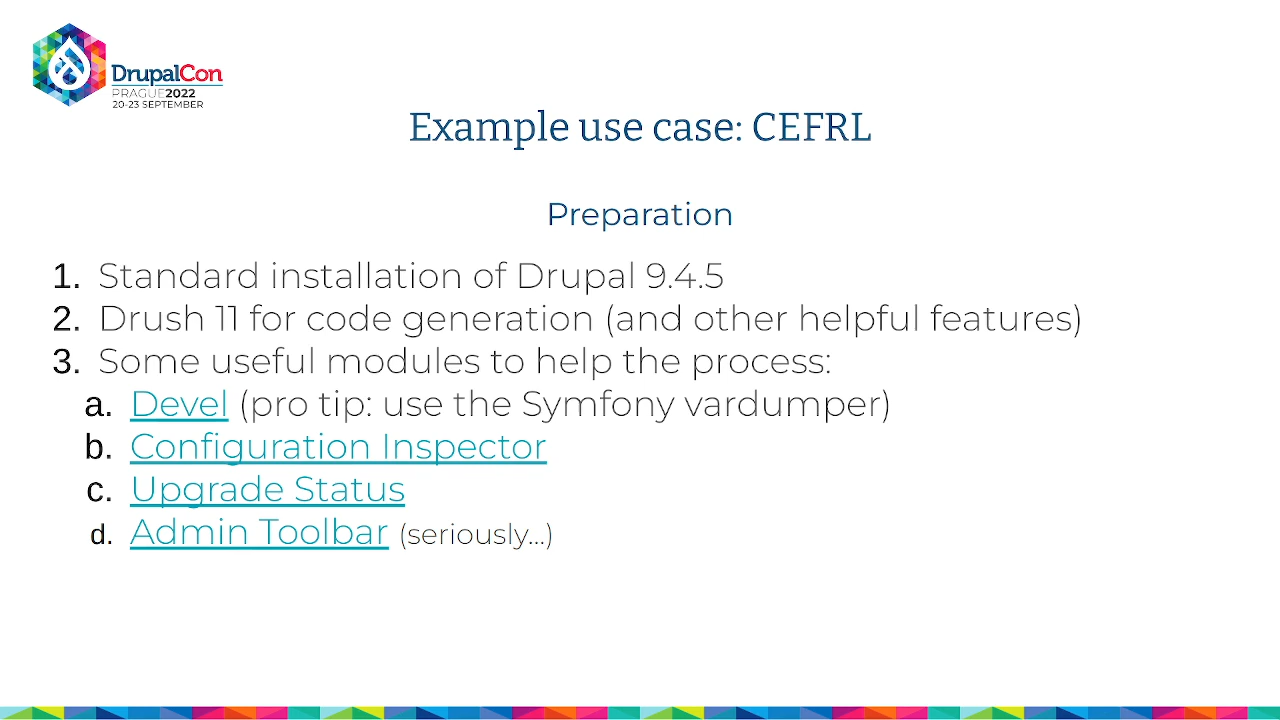 DrupalCon
PRAGUE2022
20-23 SEPTEMBER
Example use case: CEFRL
Preparation
1. Standard installation of Drupal 9.4.5
2. Drush 11 for code generation (and other helpful features)
3. Some useful modules to help the process:
a. Devel (pro tip: use the Symfony vardumper)
b. Configuration Inspector
c. Upgrade Status
d. Admin Toolbar (seriously...)